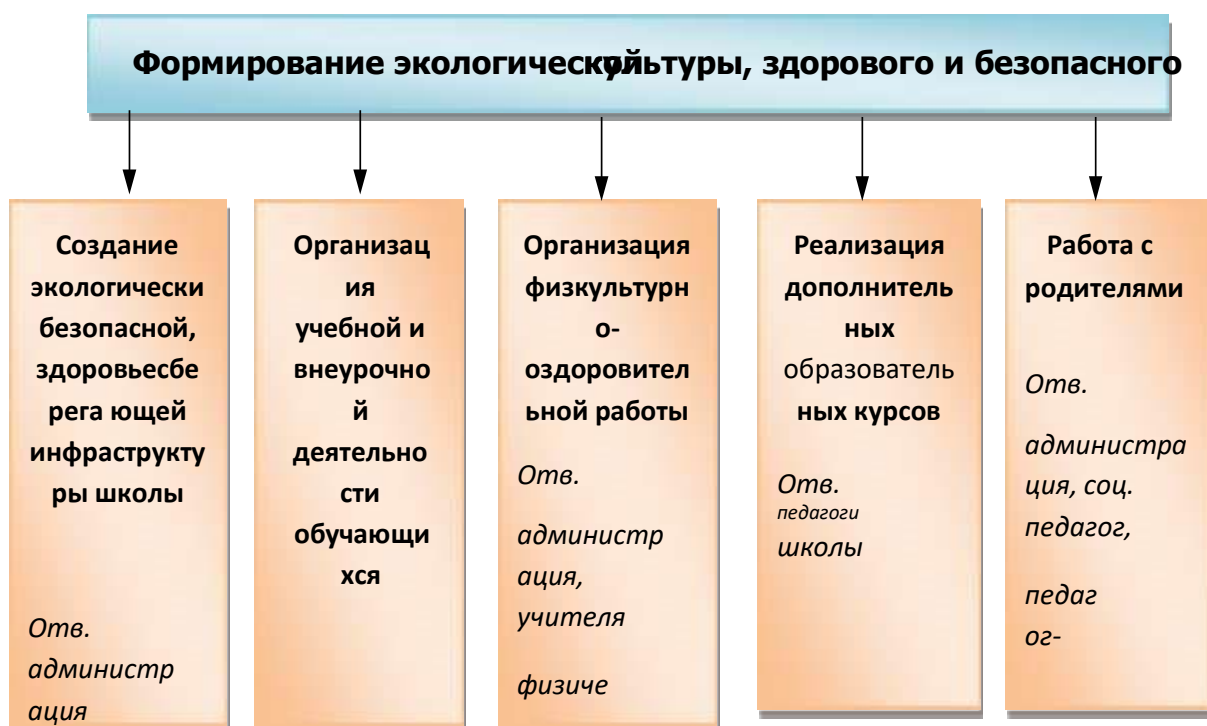 Формирование экологической культуры, здорового и безопасного
Создание
экологически
безопасной,
здоровьесбе
рега ющей
инфраструкту
ры школы
Отв.
администр
ация
Организац
ия
учебной и
внеурочно
й
деятельно
сти
обучающи
хся
Организация
физкультурн
о-
оздоровител
ьной работы
Отв.
администр
ация,
учителя
физиче
Реализация
дополнитель
ных
образователь
ных курсов
Отв.
педагоги
школы
Работа с
родителями
Отв.
администра
ция, соц.
педагог,
педаг
ог-